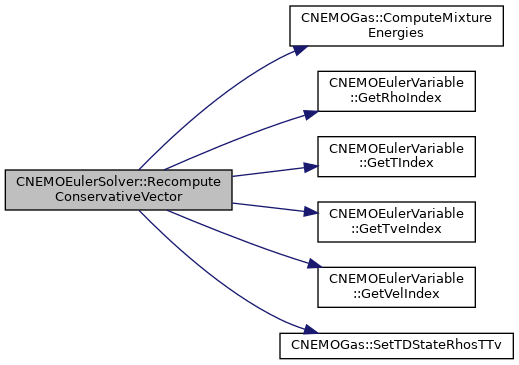 CNEMOGas::ComputeMixture
Energies
CNEMOEulerVariable
::GetRhoIndex
CNEMOEulerVariable
::GetTIndex
CNEMOEulerSolver::Recompute
ConservativeVector
CNEMOEulerVariable
::GetTveIndex
CNEMOEulerVariable
::GetVelIndex
CNEMOGas::SetTDStateRhosTTv